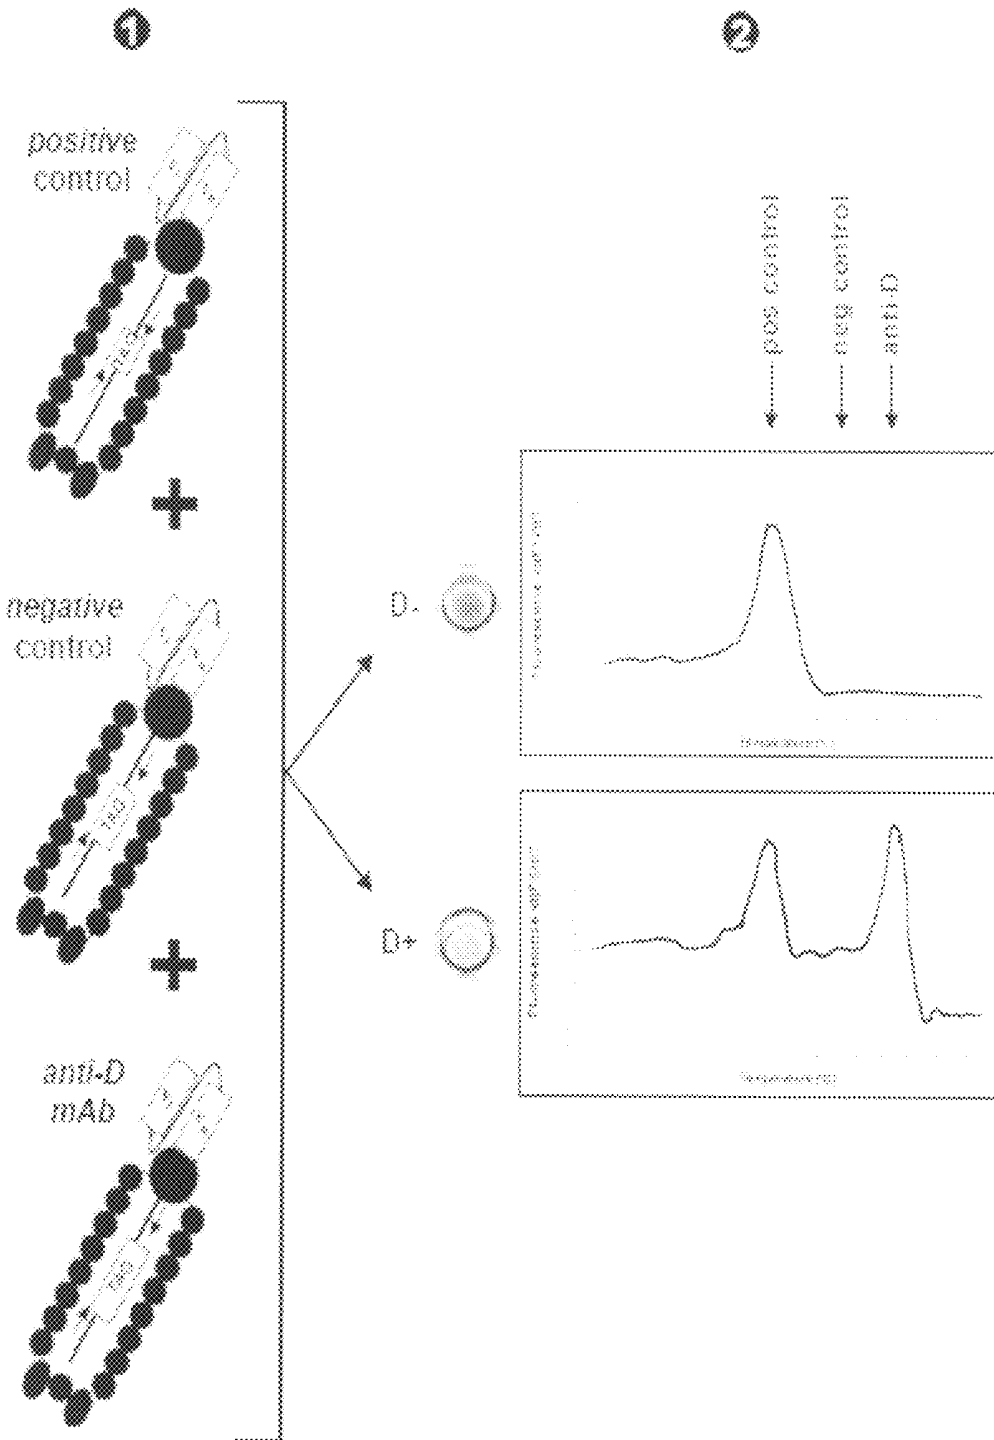 1
2
positive
control
pos control
neg control
anti-D
negative
control
D-
D+
anti-D
mAb